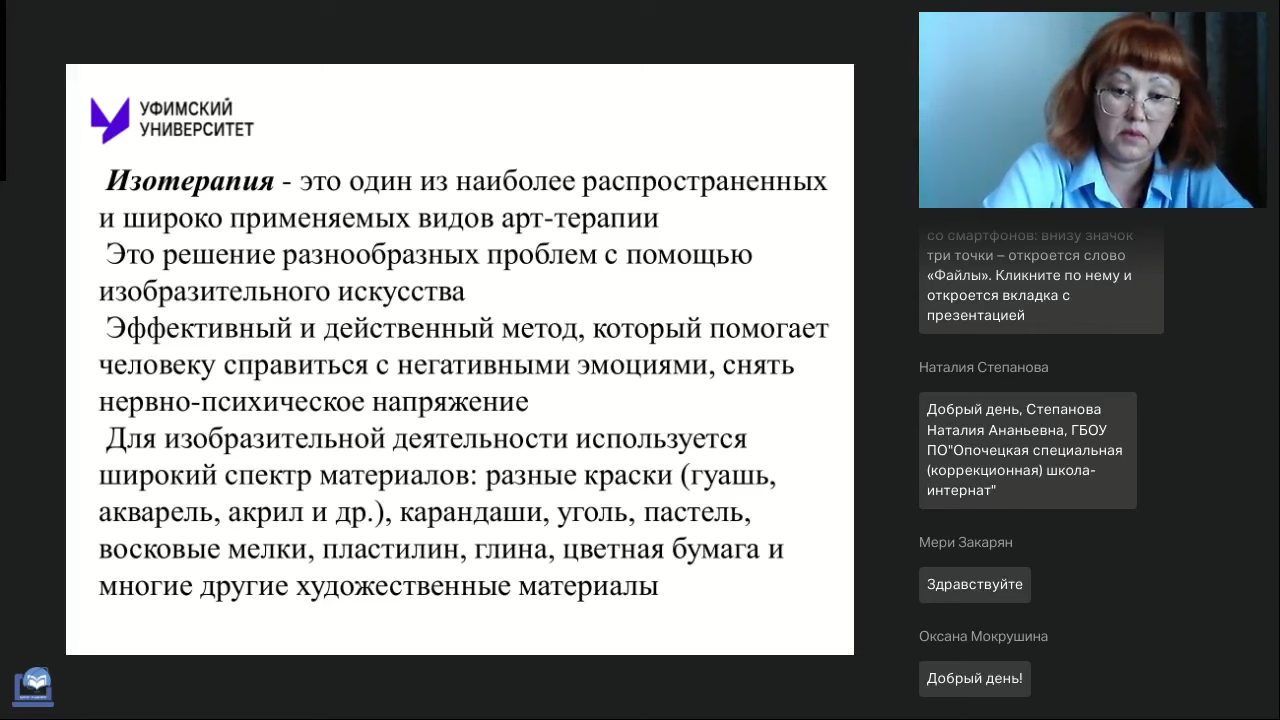 УФИМСКИЙ
УНИВЕРСИТЕТ
Изотерапия - это один из наиболее распространенных
и широко применяемых видов арт-терапии
Это решение разнообразных проблем с помощью
изобразительного искусства
Эффективный и действенный метод, который помогает
человеку справиться с негативными эмоциями, снять
нервно-психическое напряжение
Для изобразительной деятельности используется
широкий спектр материалов: разные краски (гуашь,
акварель, акрил и др.), карандаши, уголь, пастель,
восковые мелки, пластилин, глина, цветная бумага и
многие другие художественные материалы
со смартфонов: внизу значок
три точки – откроется слово
«Файлы». Кликните по нему и
откроется вкладка с
презентацией
Наталия Степанова
Добрый день, Степанова
Наталия Ананьевна, ГБОУ
ПО"Опочецкая специальная
(коррекционная) школа-
интернат"
Мери Закарян
Здравствуйте
Оксана Мокрушина
Добрый день!